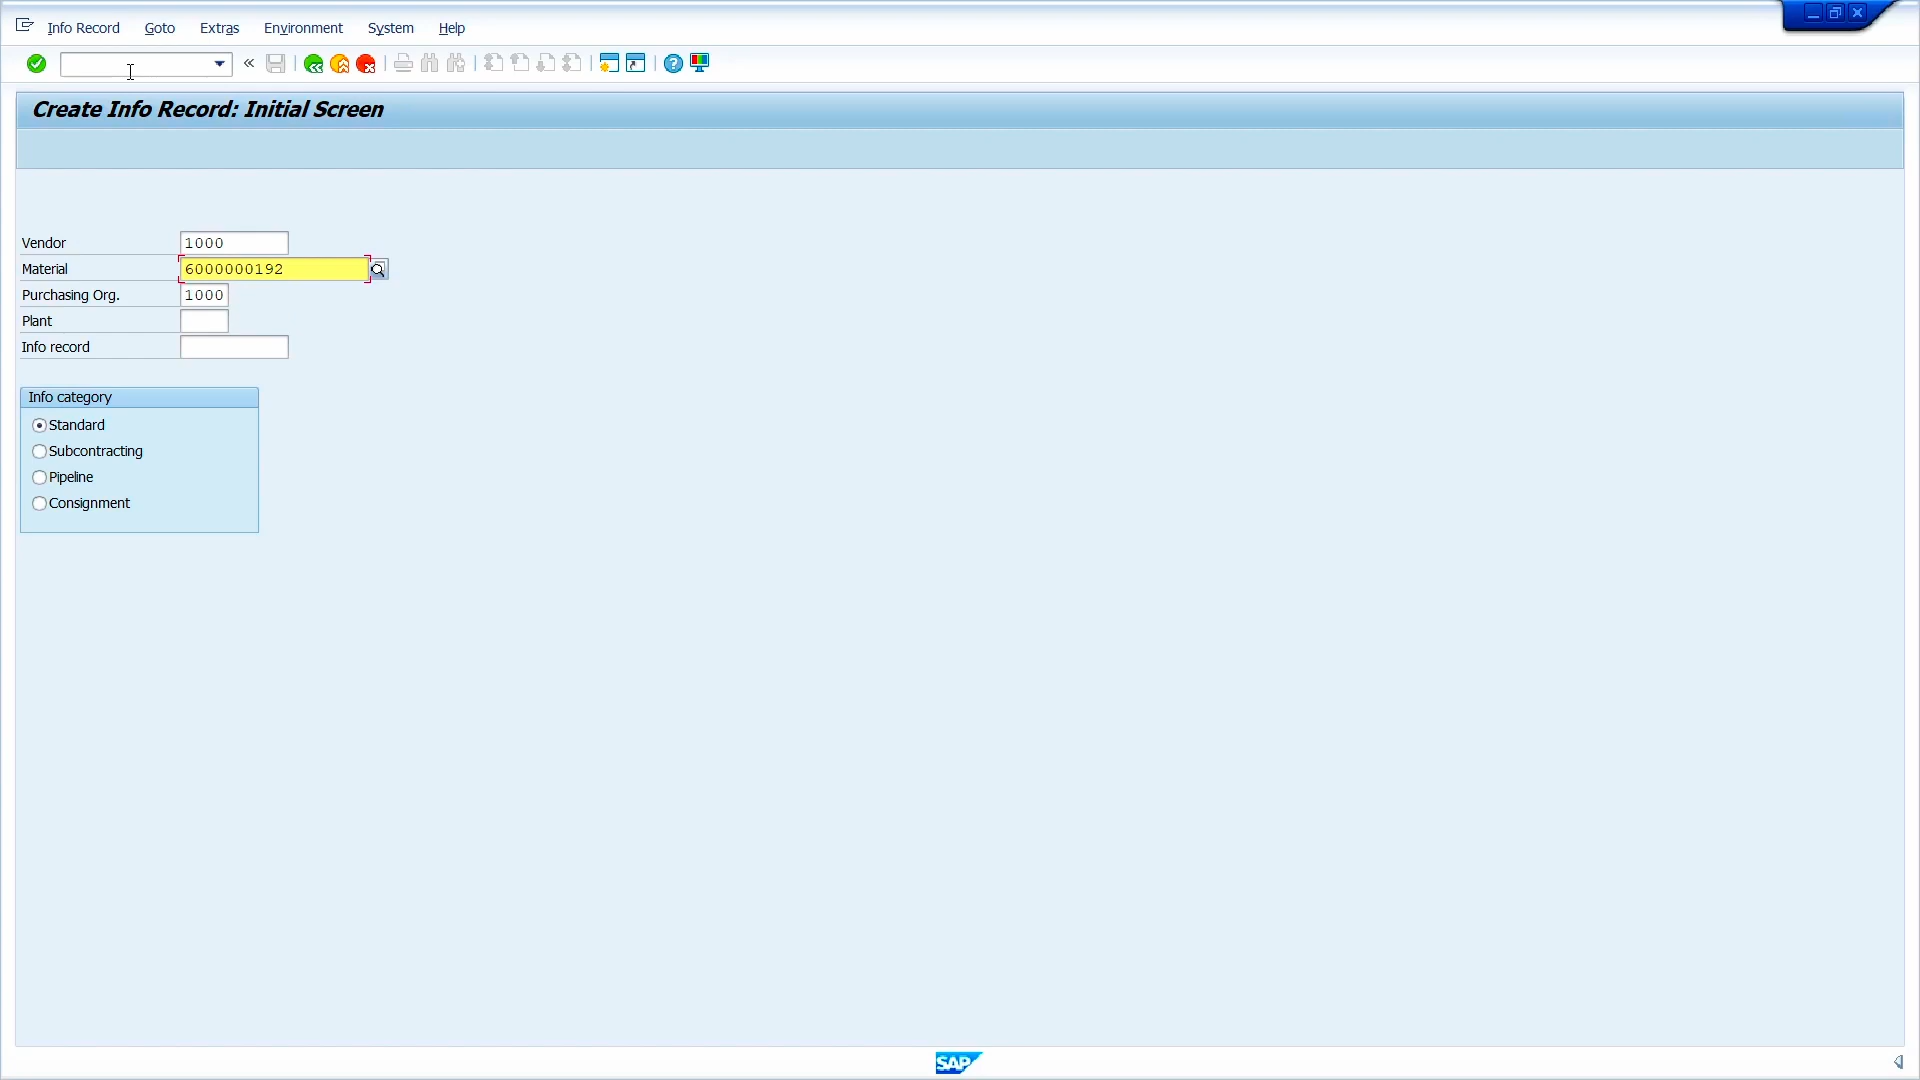 Info Record Goto Extras Environment System Help
Create Info Record: Initial Screen
Vendor 1000
Material 6000000192
Purchasing Org. 1000
Plant
Info record
Info category
Standard
Subcontracting
Pipeline
Consignment
SAP